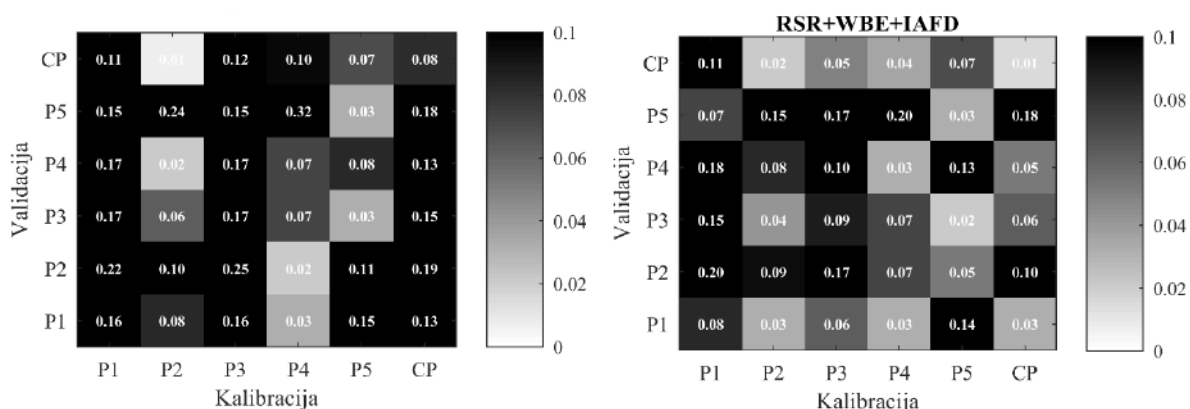 CP 0.11 0.01 0.12 0.10 0.07 0.08
P5 0.15 0.24 0.15 0.32 0.03 0.18
P4 0.17 0.02 0.17 0.07 0.08 0.13
P3 0.17 0.06 0.17 0.07 0.03 0.15
P2 0.22 0.10 0.25 0.02 0.11 0.19
P1 0.16 0.08 0.16 0.03 0.15 0.13
P1 P2 P3 P4 P5 CP
Kalibracija
Validacija
0.1
0.08
0.06
0.04
0.02
0
RSR+WBE+IAFD
CP 0.11 0.02 0.05 0.04 0.07 0.01
P5 0.07 0.15 0.17 0.20 0.03 0.18
P4 0.18 0.08 0.10 0.03 0.13 0.05
P3 0.15 0.04 0.09 0.07 0.02 0.06
P2 0.20 0.09 0.17 0.07 0.05 0.10
P1 0.08 0.03 0.06 0.03 0.14 0.03
P1 P2 P3 P4 P5 CP
Kalibracija
Validacija
0.1
0.08
0.06
0.04
0.02
0